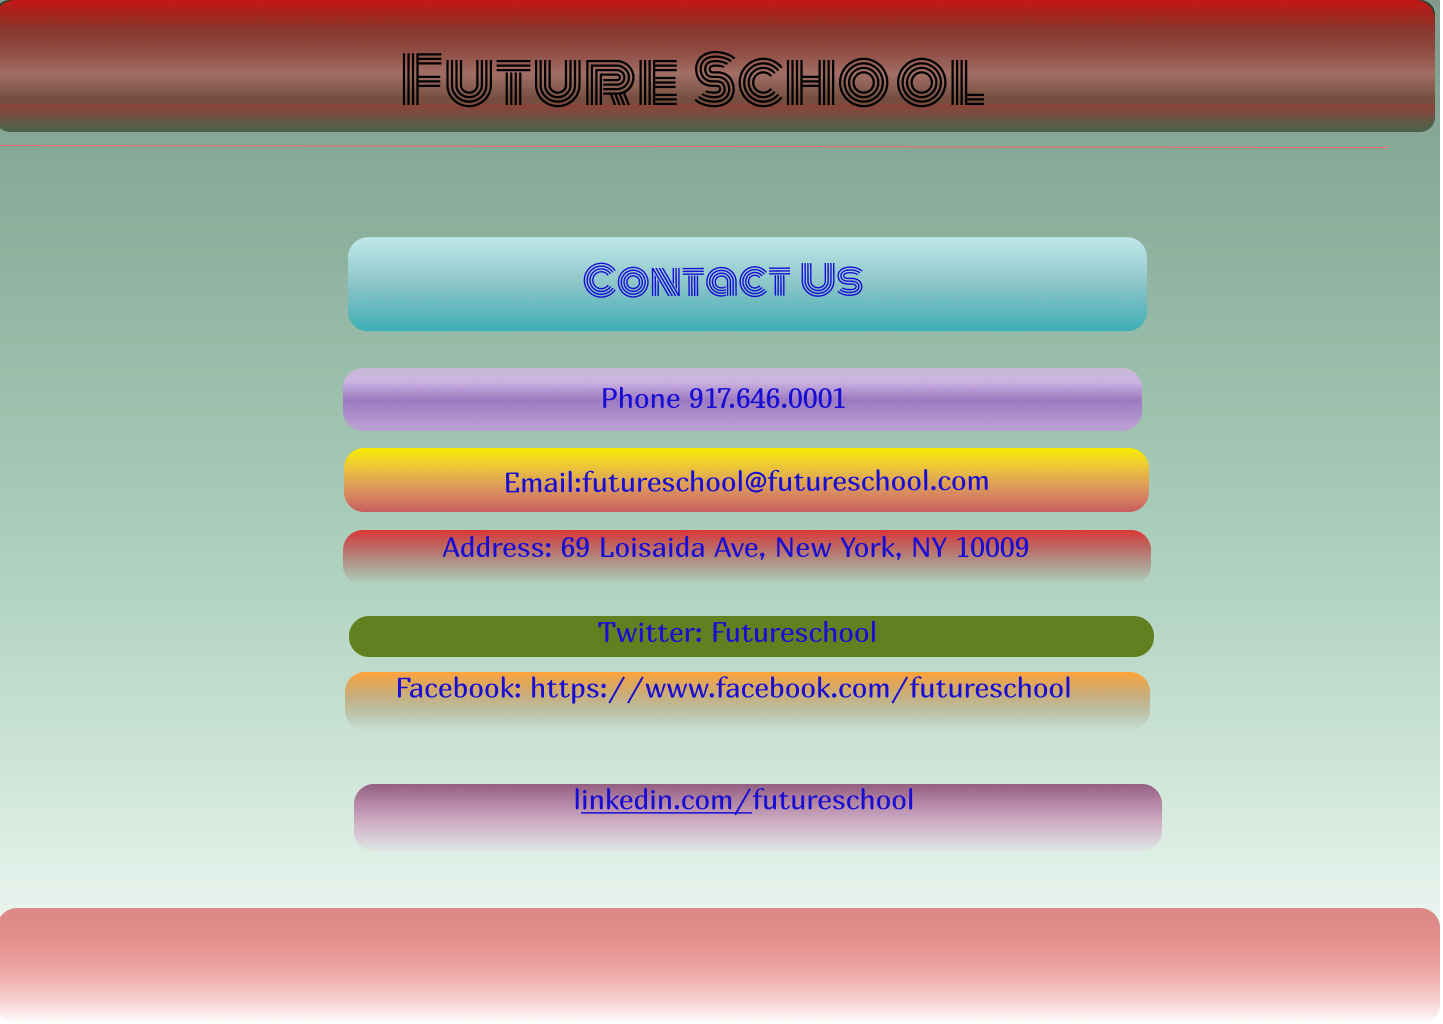 Future School
Contact Us
Phone 917.646.0001
Email:futureschool@futureschool.com
Address: 69 Loisaida Ave, New York, NY 10009
Twitter: Futureschool
Facebook: https://www.facebook.com/futureschool
linkedin.com/futureschool